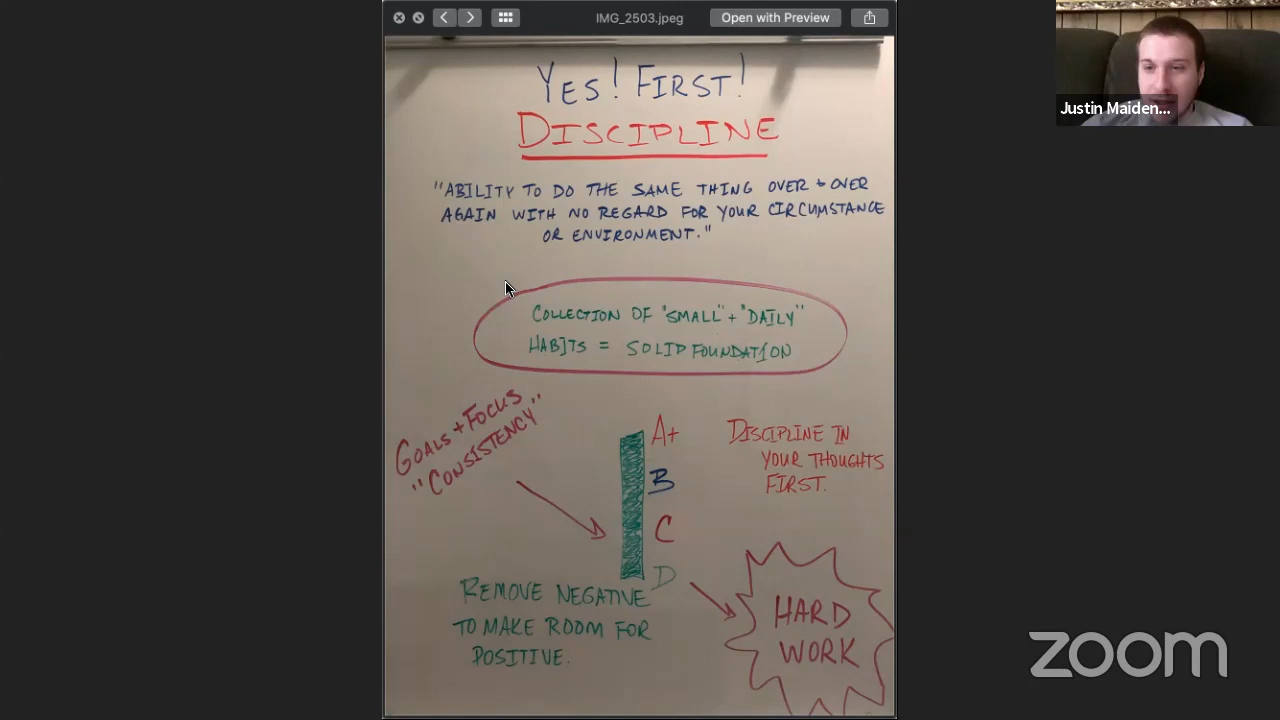 IMG_2503.jpeg
Open with Preview
Justin Maiden...
YES! FIRST!
DISCIPLINE
"ABILITY TO DO THE SAME THING OVER & OVER
AGAIN WITH NO REGARD FOR YOUR CIRCUMSTANCE
OR ENVIRONMENT."
COLLECTION OF "SMALL" + "DAILY"
HABITS = SOLID FOUNDATION
GOALS + FOCUS
"CONSISTENCY"
A+
B
C
D
DISCIPLINE IN
YOUR THOUGHTS
FIRST.
REMOVE NEGATIVE
TO MAKE ROOM FOR
POSITIVE.
HARD
WORK
zoom